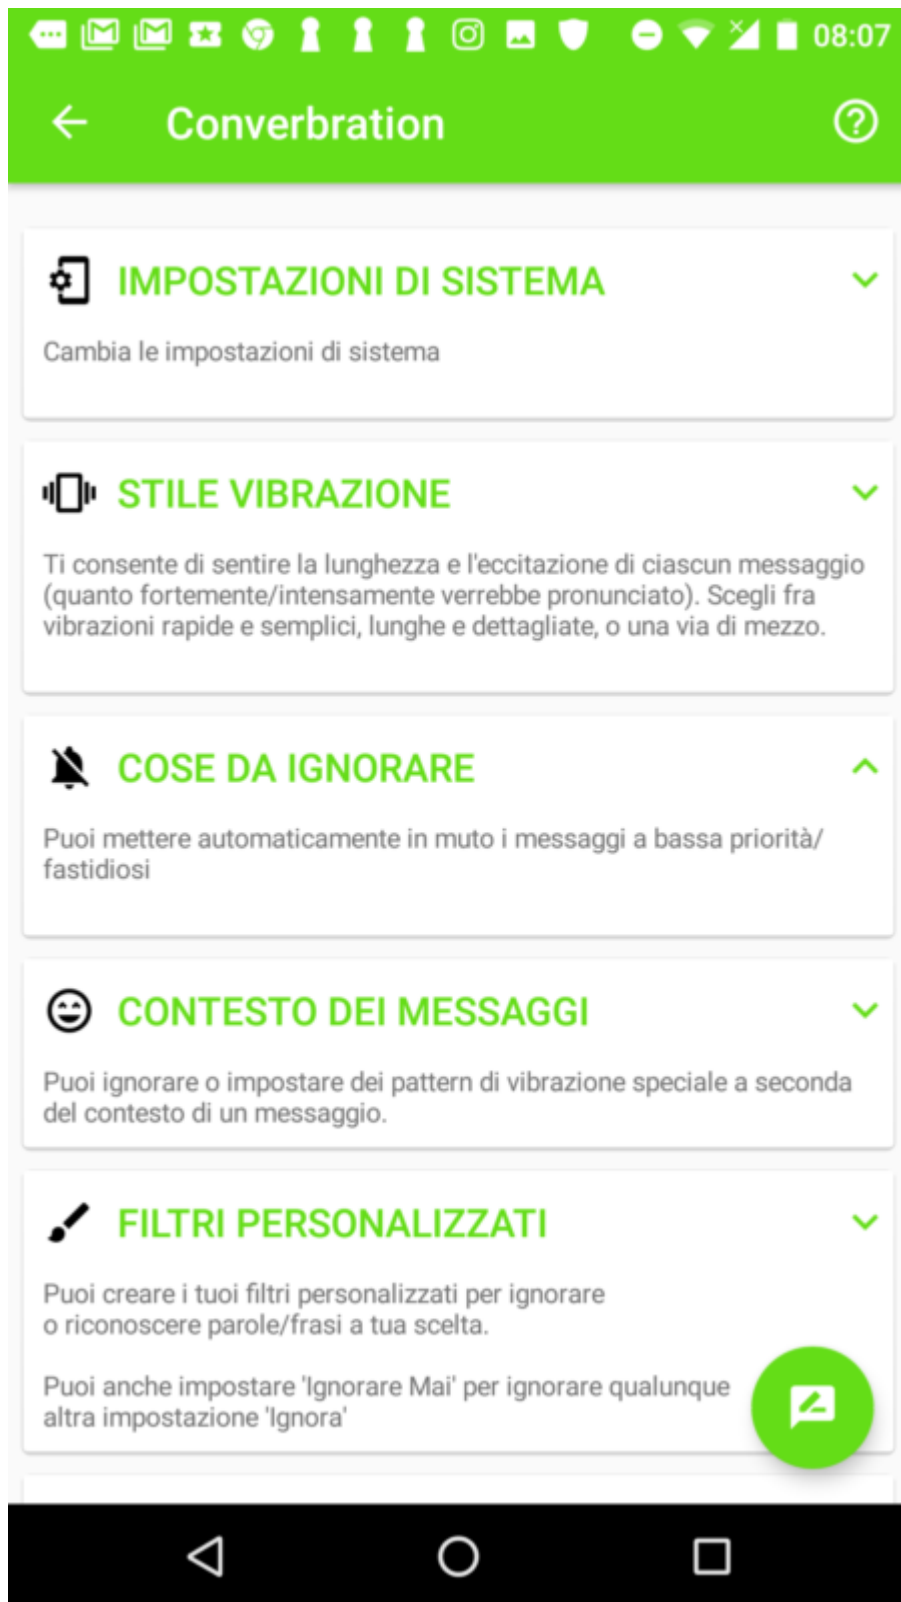 08:07
Converbration
IMPOSTAZIONI DI SISTEMA
Cambia le impostazioni di sistema
STILE VIBRAZIONE
Ti consente di sentire la lunghezza e l'eccitazione di ciascun messaggio
(quanto fortemente/intensamente verrebbe pronunciato). Scegli fra
vibrazioni rapide e semplici, lunghe e dettagliate, o una via di mezzo.
COSE DA IGNORARE
Puoi mettere automaticamente in muto i messaggi a bassa priorità/
fastidiosi
CONTESTO DEI MESSAGGI
Puoi ignorare o impostare dei pattern di vibrazione speciale a seconda
del contesto di un messaggio.
FILTRI PERSONALIZZATI
Puoi creare i tuoi filtri personalizzati per ignorare
o riconoscere parole/frasi a tua scelta.
Puoi anche impostare 'Ignorare Mai' per ignorare qualunque
altra impostazione 'Ignora'